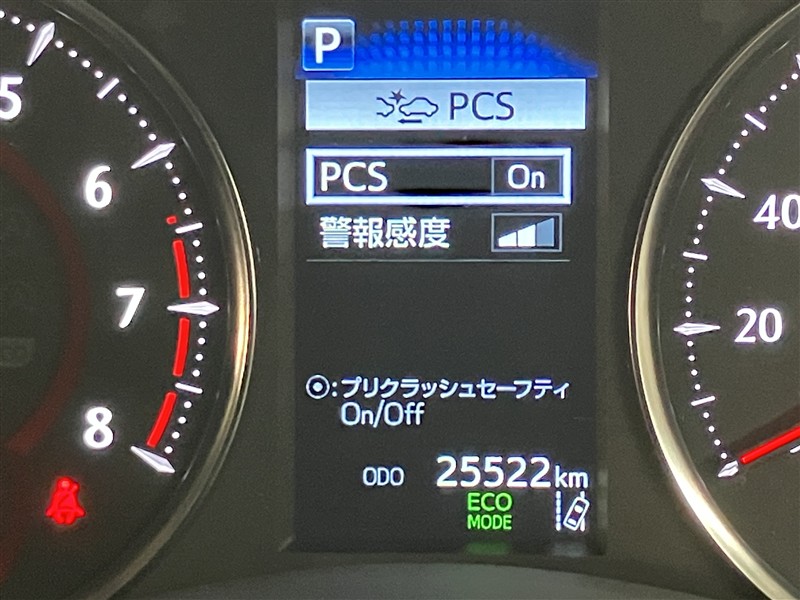 P
PCS
PCS On
警報感度
⦿:プリクラッシュセーフティ
On/Off
ODO 25522km
ECO
MODE
5
6
7
8
40
20